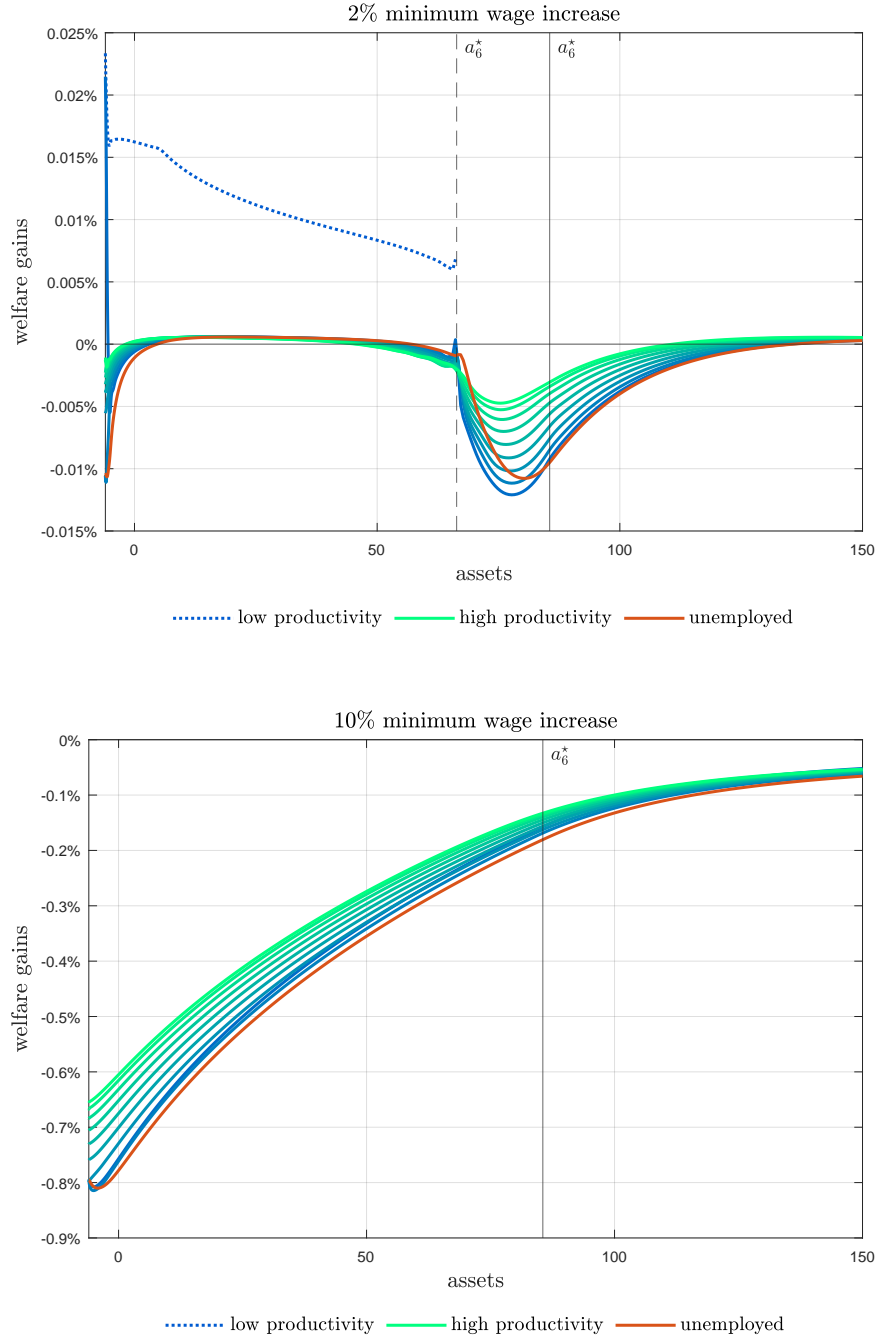 2% minimum wage increase
0.025%
0.02%
0.015%
0.01%
0.005%
0%
-0.005%
-0.01%
-0.015%
welfare gains
a₆⋆
a₆⋆
0
50
100
150
assets
low productivity high productivity unemployed
10% minimum wage increase
0%
-0.1%
-0.2%
-0.3%
-0.4%
-0.5%
-0.6%
-0.7%
-0.8%
-0.9%
welfare gains
a₆⋆
0
50
100
150
assets
low productivity high productivity unemployed